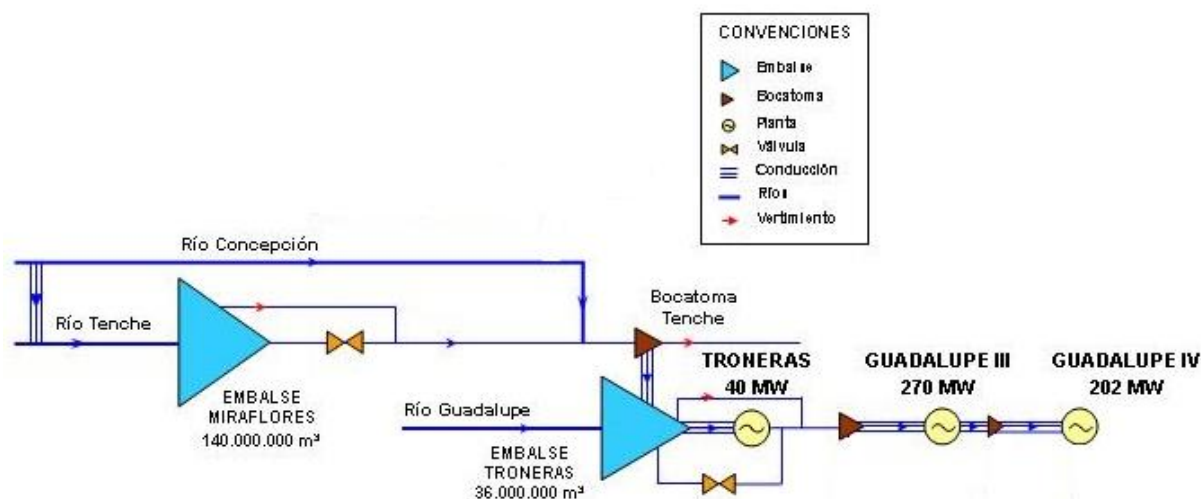 CONVENCIONES
Embalse
Bocatoma
Planta
Válvula
Conducción
Ríos
Vertimiento
Río Concepción
Río Tenche
Bocatoma
Tenche
TRONERAS
40 MW
GUADALUPE III
270 MW
GUADALUPE IV
202 MW
EMBALSE
MIRAFLORES
140.000.000 m³
Río Guadalupe
EMBALSE
TRONERAS
36.000.000 m³